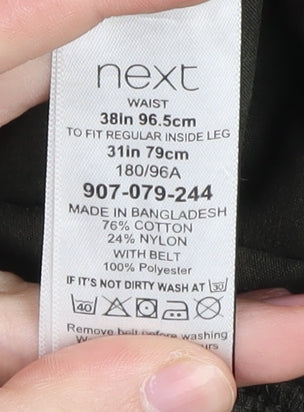 next
WAIST
38in 96.5cm
TO FIT REGULAR INSIDE LEG
31in 79cm
180/96A
907-079-244
MADE IN BANGLADESH
76% COTTON
24% NYLON
WITH BELT
100% Polyester
IF IT'S NOT DIRTY WASH AT 30
40
Remove belt before washing